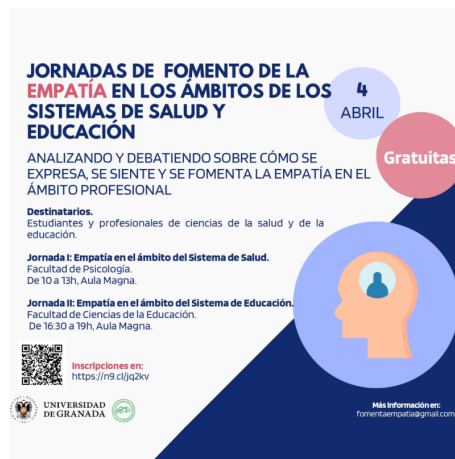 JORNADAS DE FOMENTO DE LA
EMPATÍA EN LOS ÁMBITOS DE LOS
SISTEMAS DE SALUD Y
EDUCACIÓN
4
ABRIL
Gratuitas
ANALIZANDO Y DEBATIENDO SOBRE CÓMO SE
EXPRESA, SE SIENTE Y SE FOMENTA LA EMPATÍA EN EL
ÁMBITO PROFESIONAL
Destinatarios.
Estudiantes y profesionales de ciencias de la salud y de la
educación.
Jornada I: Empatía en el ámbito del Sistema de Salud.
Facultad de Psicología.
De 10 a 13h, Aula Magna.
Jornada II: Empatía en el ámbito del Sistema de Educación.
Facultad de Ciencias de la Educación.
De 16:30 a 19h, Aula Magna.
Inscripciones en:
https://n9.cl/jq2kv
UNIVERSIDAD
DE GRANADA
Más Información en:
fomentaempatia@gmail.com